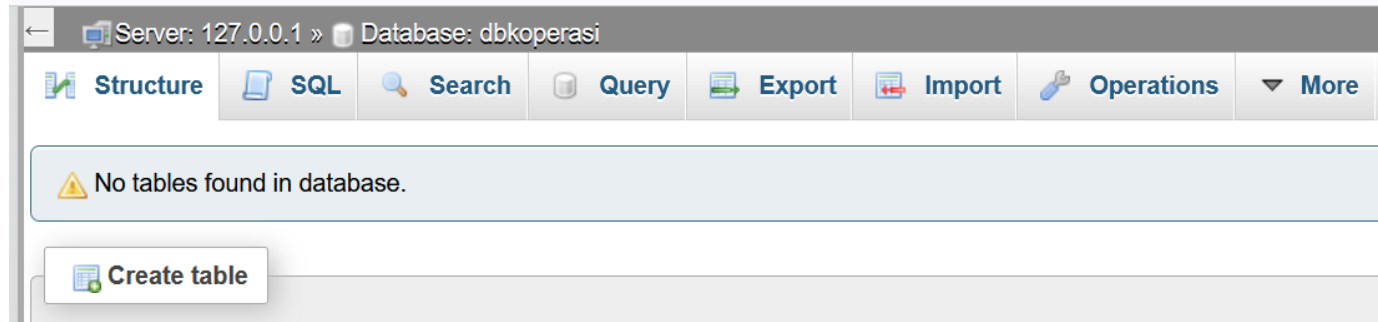 ← Server: 127.0.0.1 » Database: dbkoperasi
Structure SQL Search Query Export Import Operations More
No tables found in database.
Create table